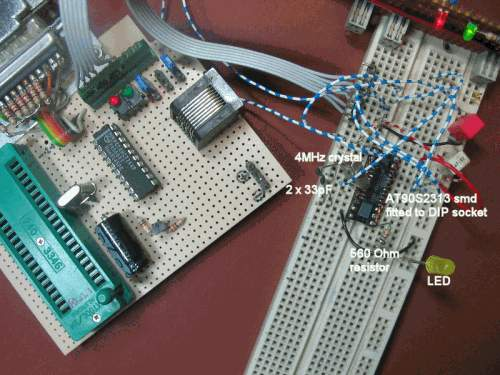 4MHz crystal
2 x 33pF
AT90S2313 smd
fitted to DIP socket
560 Ohm
resistor
LED